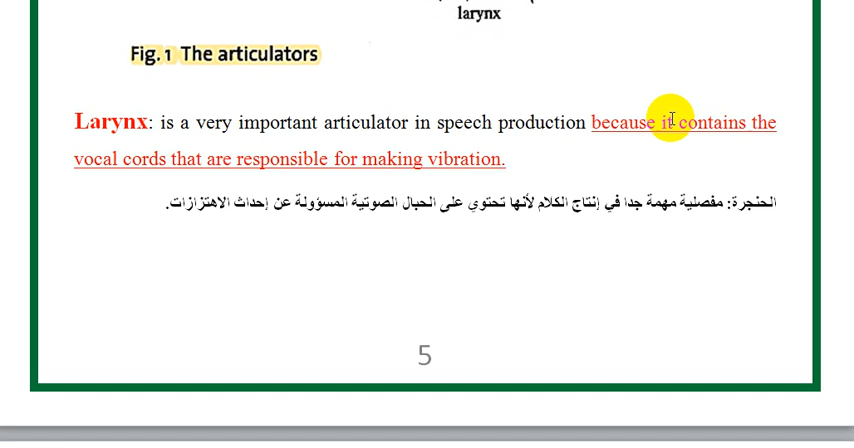 larynx
Fig. 1 The articulators
Larynx: is a very important articulator in speech production because it contains the
vocal cords that are responsible for making vibration.
الحنجرة: مفصلية مهمة جدا في إنتاج الكلام لأنها تحتوي على الحبال الصوتية المسؤولة عن إحداث الاهتزازات.
5